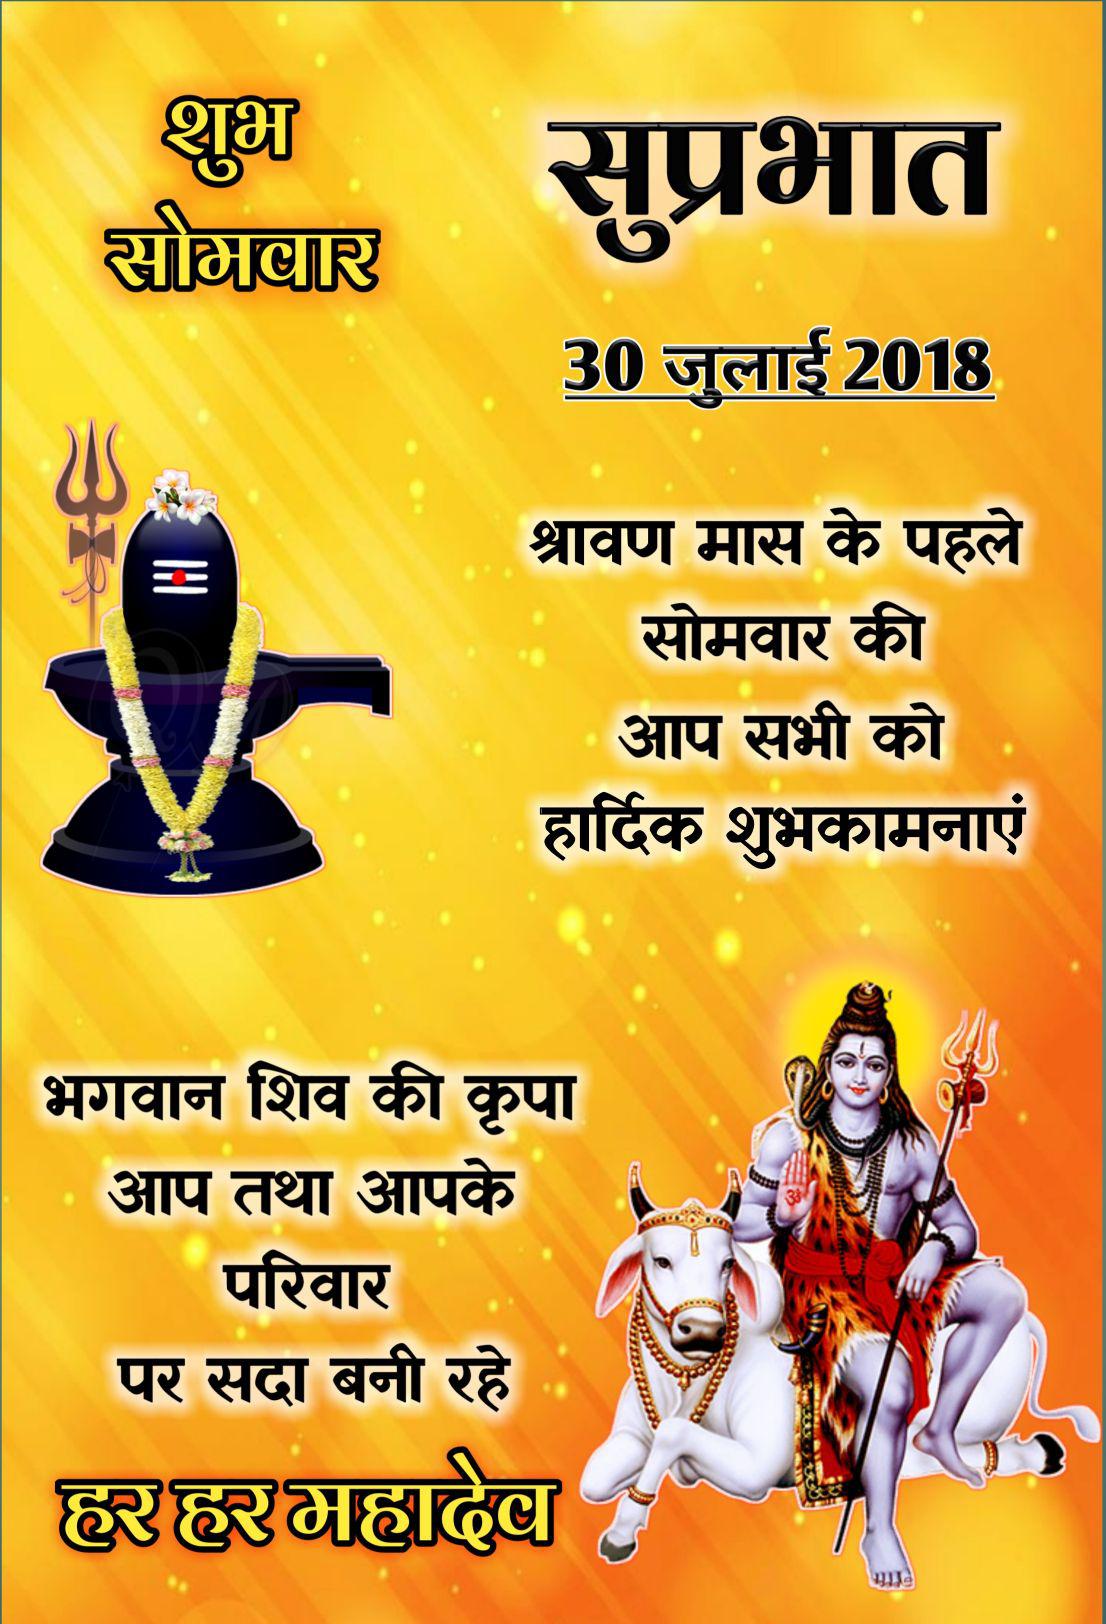 शुभ
सोमवार
सुप्रभात
30 जुलाई 2018
श्रावण मास के पहले
सोमवार की
आप सभी को
हार्दिक शुभकामनाएं
भगवान शिव की कृपा
आप तथा आपके
परिवार
पर सदा बनी रहे
हर हर महादेव
ॐ